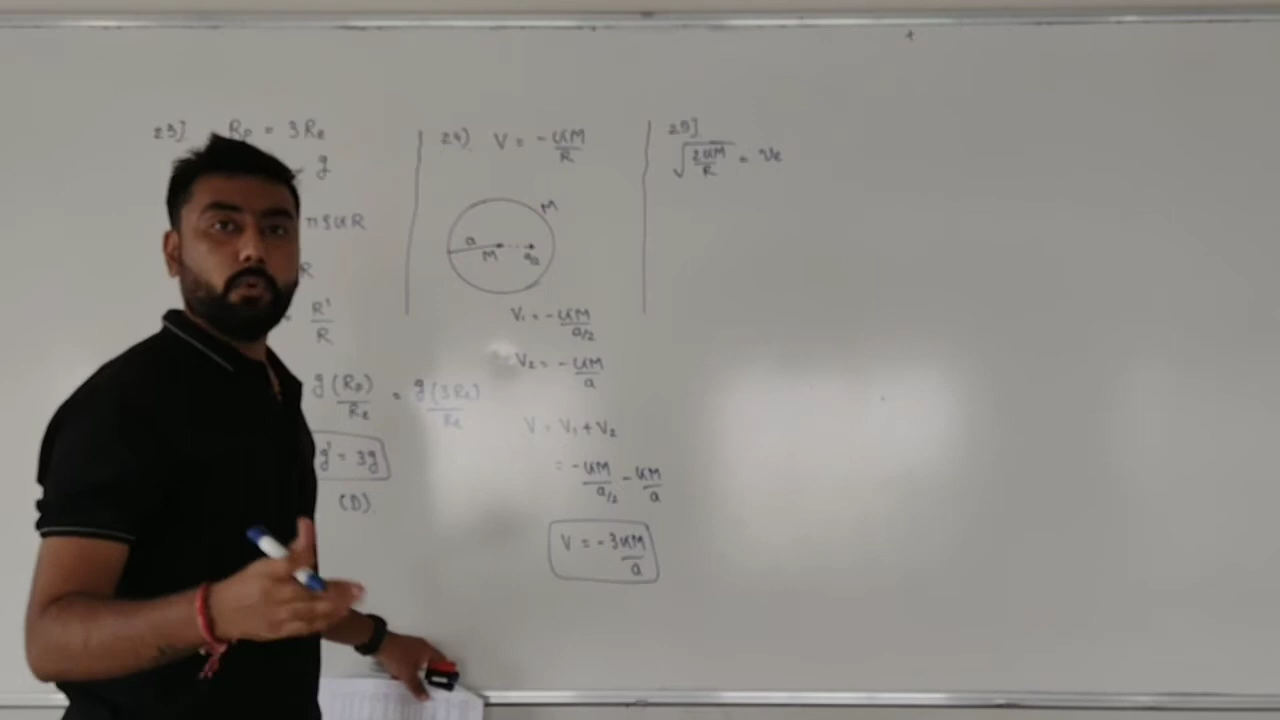 23] Rp = 3Re
g
πρGR
R
= R'/R
g(Rp)/Re = g(3Re)/Re
g' = 3g
(D)
24) V = -GM/R
M
a
M
a/2
V₁ = -GM/a/2
V₂ = -GM/a
V = V₁ + V₂
= -GM/a/2 - GM/a
V = -3GM/a
25]
√2GM/R = Ve